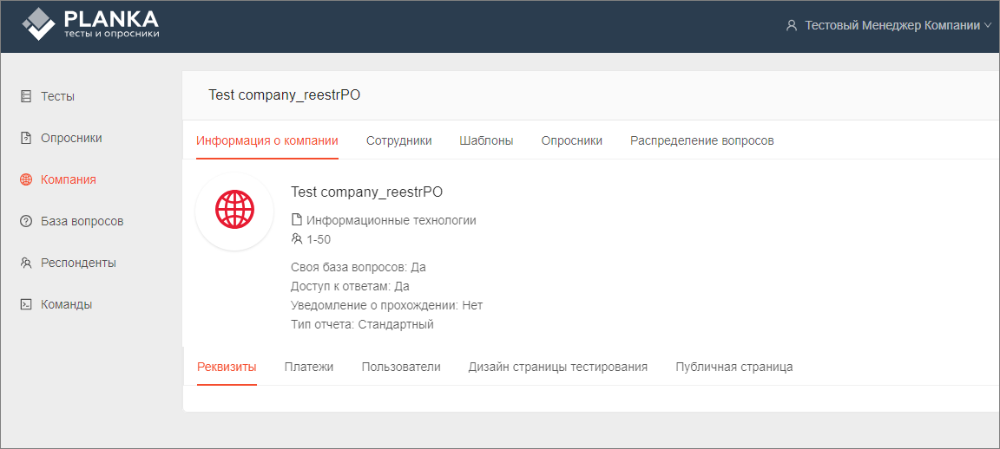 PLANKA
тесты и опросники
Тестовый Менеджер Компании
Тесты
Опросники
Компания
База вопросов
Респонденты
Команды
Test company_reestrPO
Информация о компании Сотрудники Шаблоны Опросники Распределение вопросов
Test company_reestrPO
Информационные технологии
1-50
Своя база вопросов: Да
Доступ к ответам: Да
Уведомление о прохождении: Нет
Тип отчета: Стандартный
Реквизиты Платежи Пользователи Дизайн страницы тестирования Публичная страница